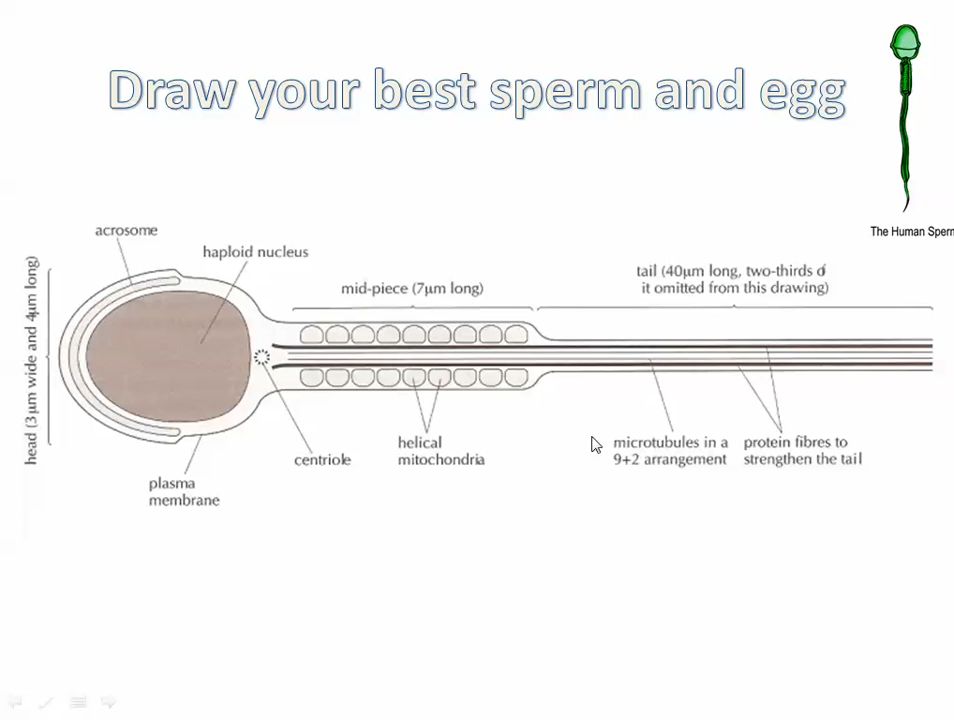 Draw your best sperm and egg
The Human Sperm
acrosome
haploid nucleus
head (3μm wide and 4μm long)
mid-piece (7μm long)
tail (40μm long, two-thirds of
it omitted from this drawing)
centriole
helical
mitochondria
microtubules in a
9+2 arrangement
protein fibres to
strengthen the tail
plasma
membrane